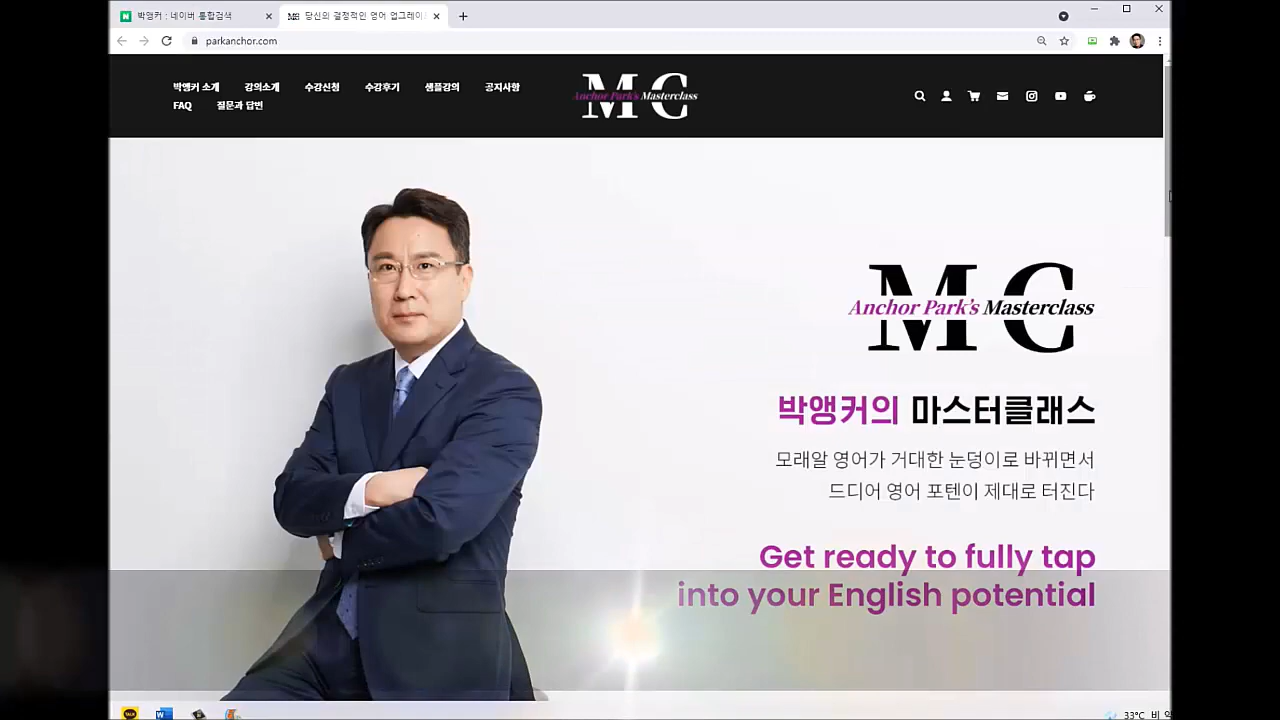 박앵커 : 네이버 통합검색
당신의 결정적인 영어 업그레이
parkanchor.com
박앵커 소개 강의소개 수강신청 수강후기 샘플강의 공지사항
FAQ 질문과 답변
MC
Anchor Park's Masterclass
MC
Anchor Park's Masterclass
박앵커의 마스터클래스
모래알 영어가 거대한 눈덩이로 바뀌면서
드디어 영어 포텐이 제대로 터진다
Get ready to fully tap
into your English potential
33°C 비